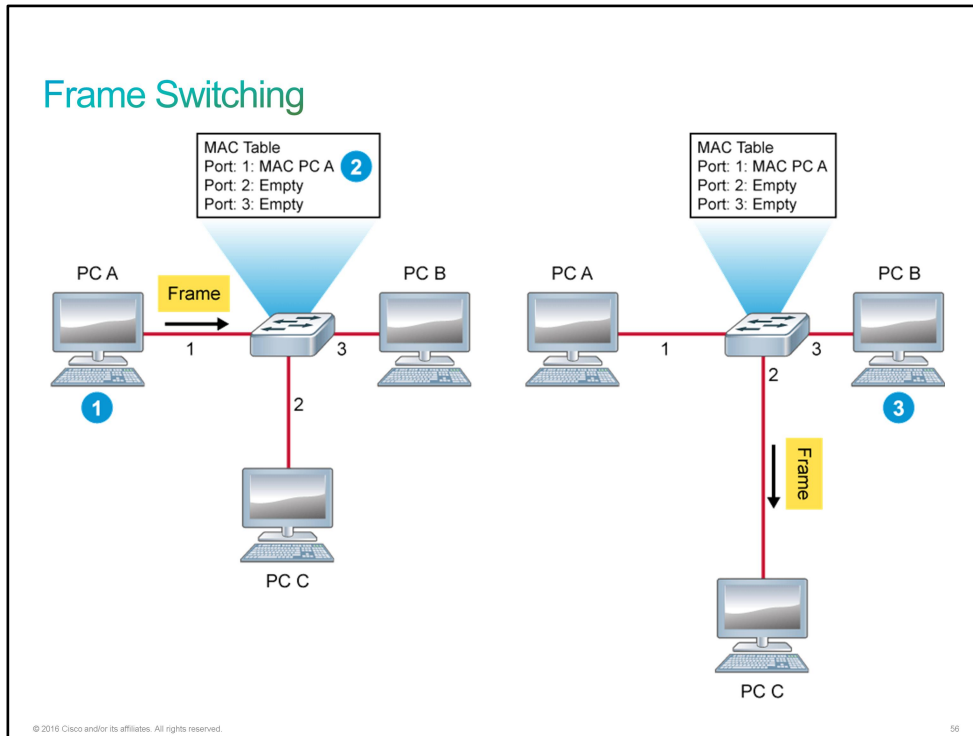 Frame Switching
MAC Table
Port: 1: MAC PC A 2
Port: 2: Empty
Port: 3: Empty
PC A
Frame
PC B
1
3
1
2
PC C
MAC Table
Port: 1: MAC PC A
Port: 2: Empty
Port: 3: Empty
PC A
PC B
1
3
2
3
Frame
PC C
© 2016 Cisco and/or its affiliates. All rights reserved.
56